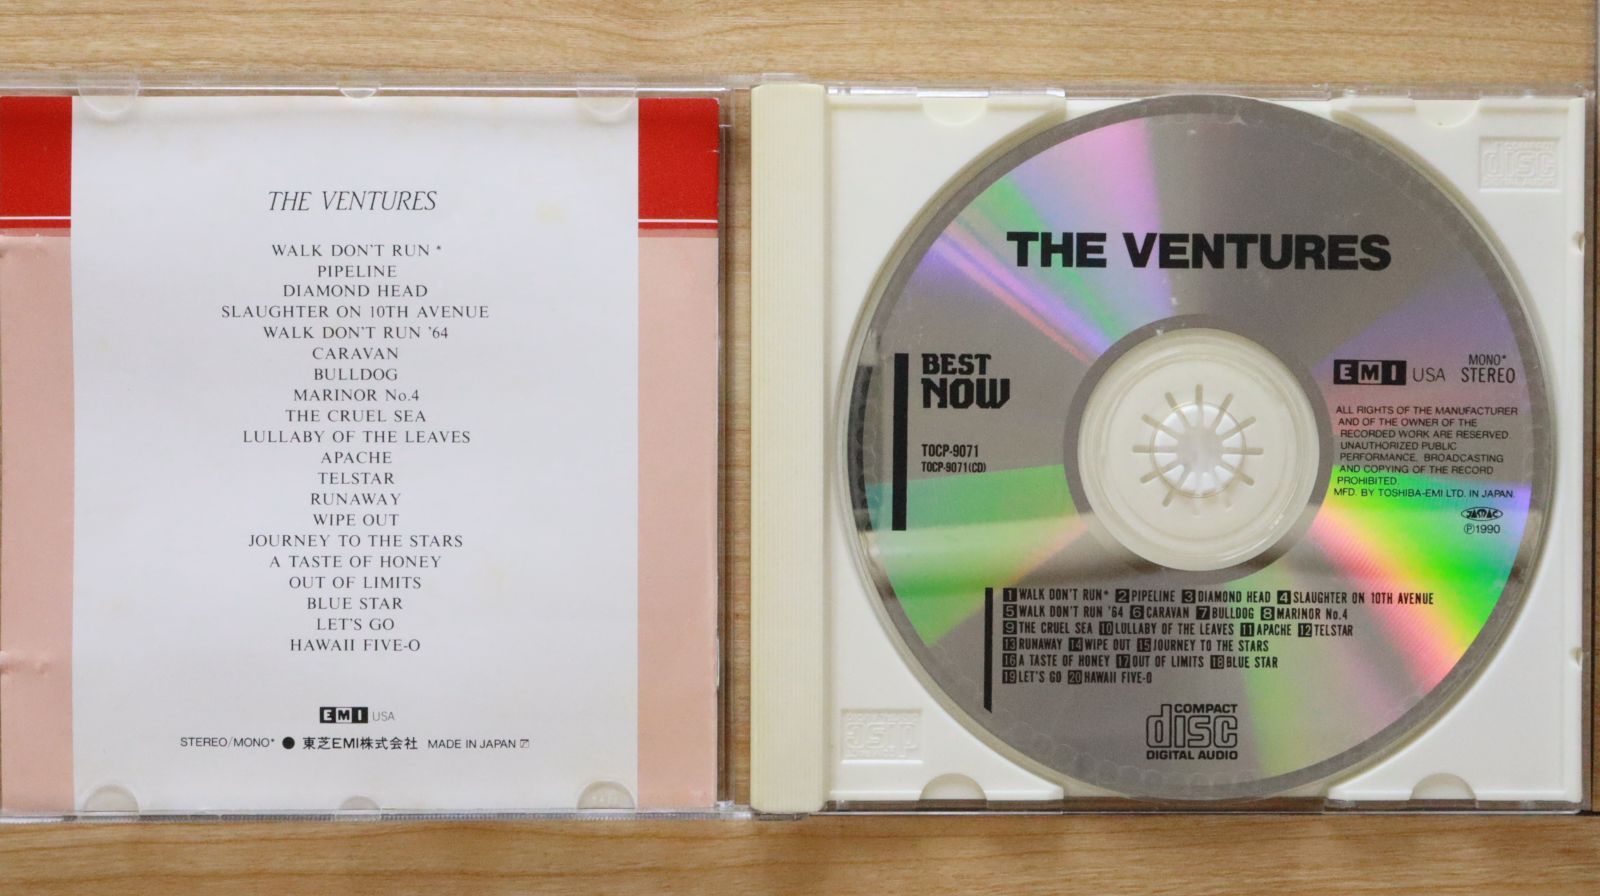 THE VENTURES
WALK DON'T RUN *
PIPELINE
DIAMOND HEAD
SLAUGHTER ON 10TH AVENUE
WALK DON'T RUN '64
CARAVAN
BULLDOG
MARINOR No.4
THE CRUEL SEA
LULLABY OF THE LEAVES
APACHE
TELSTAR
RUNAWAY
WIPE OUT
JOURNEY TO THE STARS
A TASTE OF HONEY
OUT OF LIMITS
BLUE STAR
LET'S GO
HAWAII FIVE-O
EMI USA
STEREO/MONO* ● 東芝EMI株式会社 MADE IN JAPAN
THE VENTURES
BEST
NOW
TOCP-9071
TOCP-9071(CD)
EMI USA
MONO*
STEREO
ALL RIGHTS OF THE MANUFACTURER
AND OF THE OWNER OF THE
RECORDED WORK ARE RESERVED.
UNAUTHORIZED PUBLIC
PERFORMANCE, BROADCASTING
AND COPYING OF THE RECORD
PROHIBITED.
MFD. BY TOSHIBA-EMI LTD. IN JAPAN.
JASRAC
Ⓟ1990
1 WALK DON'T RUN* 2 PIPELINE 3 DIAMOND HEAD 4 SLAUGHTER ON 10TH AVENUE
5 WALK DON'T RUN '64 6 CARAVAN 7 BULLDOG 8 MARINOR No.4
9 THE CRUEL SEA 10 LULLABY OF THE LEAVES 11 APACHE 12 TELSTAR
13 RUNAWAY 14 WIPE OUT 15 JOURNEY TO THE STARS
16 A TASTE OF HONEY 17 OUT OF LIMITS 18 BLUE STAR
19 LET'S GO 20 HAWAII FIVE-O
COMPACT
disc
DIGITAL AUDIO
COMPACT
disc
DIGITAL AUDIO